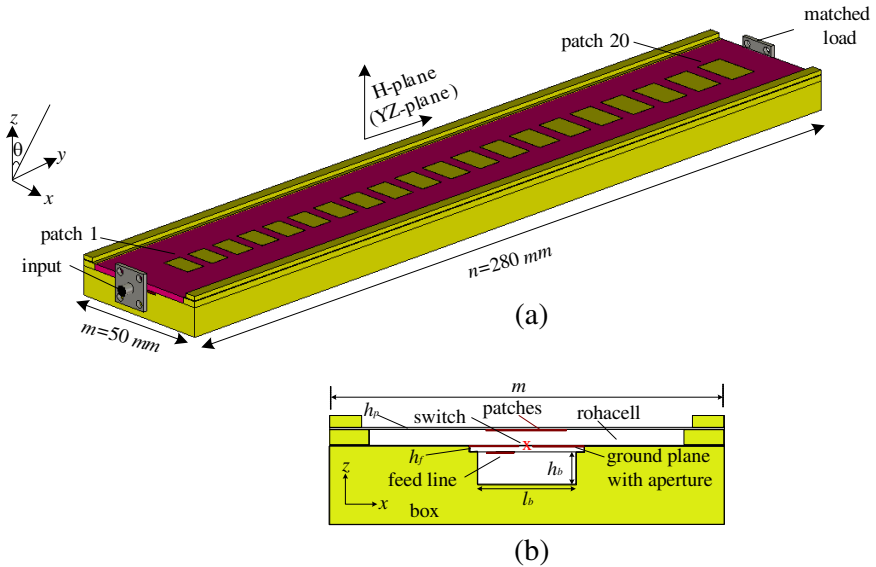 matched
load
patch 20
H-plane
(YZ-plane)
z
θ
y
x
patch 1
input
n=280 mm
m=50 mm
(a)
m
hp
switch
patches
rohacell
hf
feed line
hb
ground plane
with aperture
z
x
lb
box
x
(b)